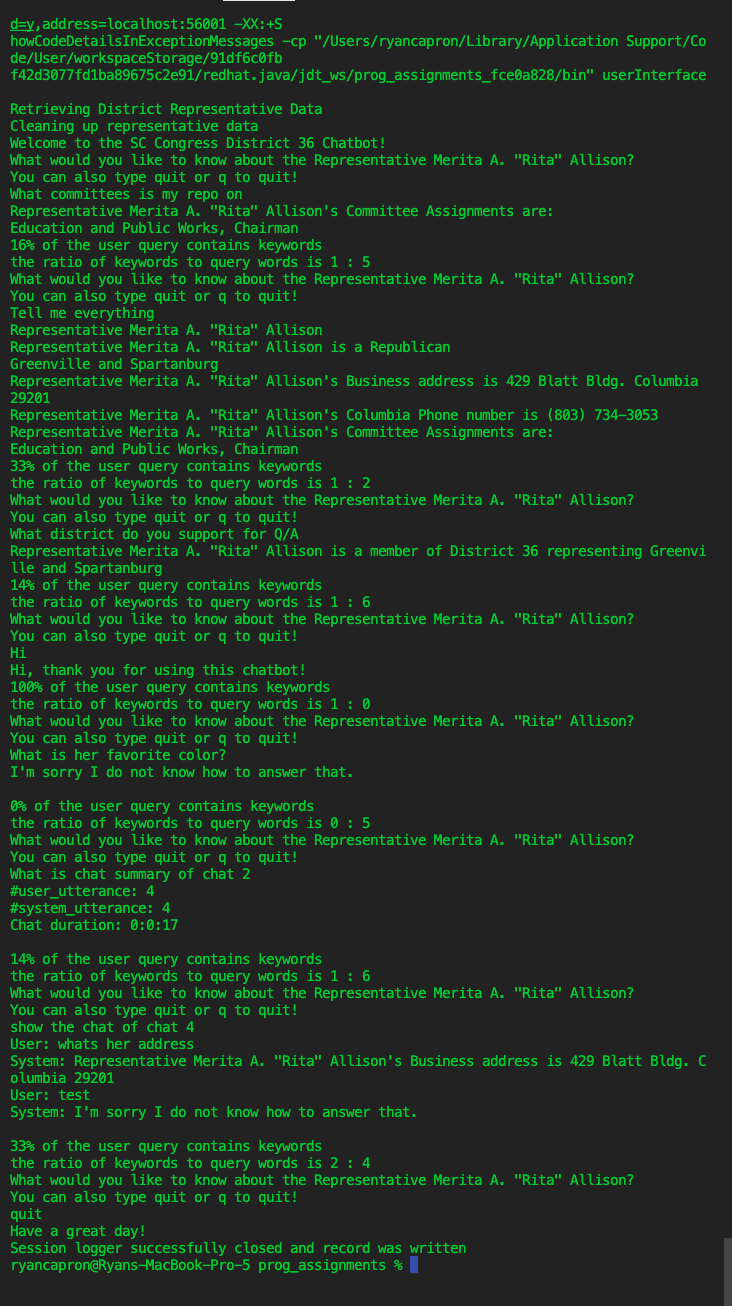 d=y,address=localhost:56001 -XX:+S
howCodeDetailsInExceptionMessages -cp "/Users/ryancapron/Library/Application Support/Co
de/User/workspaceStorage/91df6c0fb
f42d3077fd1ba89675c2e91/redhat.java/jdt_ws/prog_assignments_fce0a828/bin" userInterface
Retrieving District Representative Data
Cleaning up representative data
Welcome to the SC Congress District 36 Chatbot!
What would you like to know about the Representative Merita A. "Rita" Allison?
You can also type quit or q to quit!
What committees is my repo on
Representative Merita A. "Rita" Allison's Committee Assignments are:
Education and Public Works, Chairman
16% of the user query contains keywords
the ratio of keywords to query words is 1 : 5
What would you like to know about the Representative Merita A. "Rita" Allison?
You can also type quit or q to quit!
Tell me everything
Representative Merita A. "Rita" Allison
Representative Merita A. "Rita" Allison is a Republican
Greenville and Spartanburg
Representative Merita A. "Rita" Allison's Business address is 429 Blatt Bldg. Columbia
29201
Representative Merita A. "Rita" Allison's Columbia Phone number is (803) 734-3053
Representative Merita A. "Rita" Allison's Committee Assignments are:
Education and Public Works, Chairman
33% of the user query contains keywords
the ratio of keywords to query words is 1 : 2
What would you like to know about the Representative Merita A. "Rita" Allison?
You can also type quit or q to quit!
What district do you support for Q/A
Representative Merita A. "Rita" Allison is a member of District 36 representing Greenvi
lle and Spartanburg
14% of the user query contains keywords
the ratio of keywords to query words is 1 : 6
What would you like to know about the Representative Merita A. "Rita" Allison?
You can also type quit or q to quit!
Hi
Hi, thank you for using this chatbot!
100% of the user query contains keywords
the ratio of keywords to query words is 1 : 0
What would you like to know about the Representative Merita A. "Rita" Allison?
You can also type quit or q to quit!
What is her favorite color?
I'm sorry I do not know how to answer that.
0% of the user query contains keywords
the ratio of keywords to query words is 0 : 5
What would you like to know about the Representative Merita A. "Rita" Allison?
You can also type quit or q to quit!
What is chat summary of chat 2
#user_utterance: 4
#system_utterance: 4
Chat duration: 0:0:17
14% of the user query contains keywords
the ratio of keywords to query words is 1 : 6
What would you like to know about the Representative Merita A. "Rita" Allison?
You can also type quit or q to quit!
show the chat of chat 4
User: whats her address
System: Representative Merita A. "Rita" Allison's Business address is 429 Blatt Bldg. C
olumbia 29201
User: test
System: I'm sorry I do not know how to answer that.
33% of the user query contains keywords
the ratio of keywords to query words is 2 : 4
What would you like to know about the Representative Merita A. "Rita" Allison?
You can also type quit or q to quit!
quit
Have a great day!
Session logger successfully closed and record was written
ryancapron@Ryans-MacBook-Pro-5 prog_assignments %